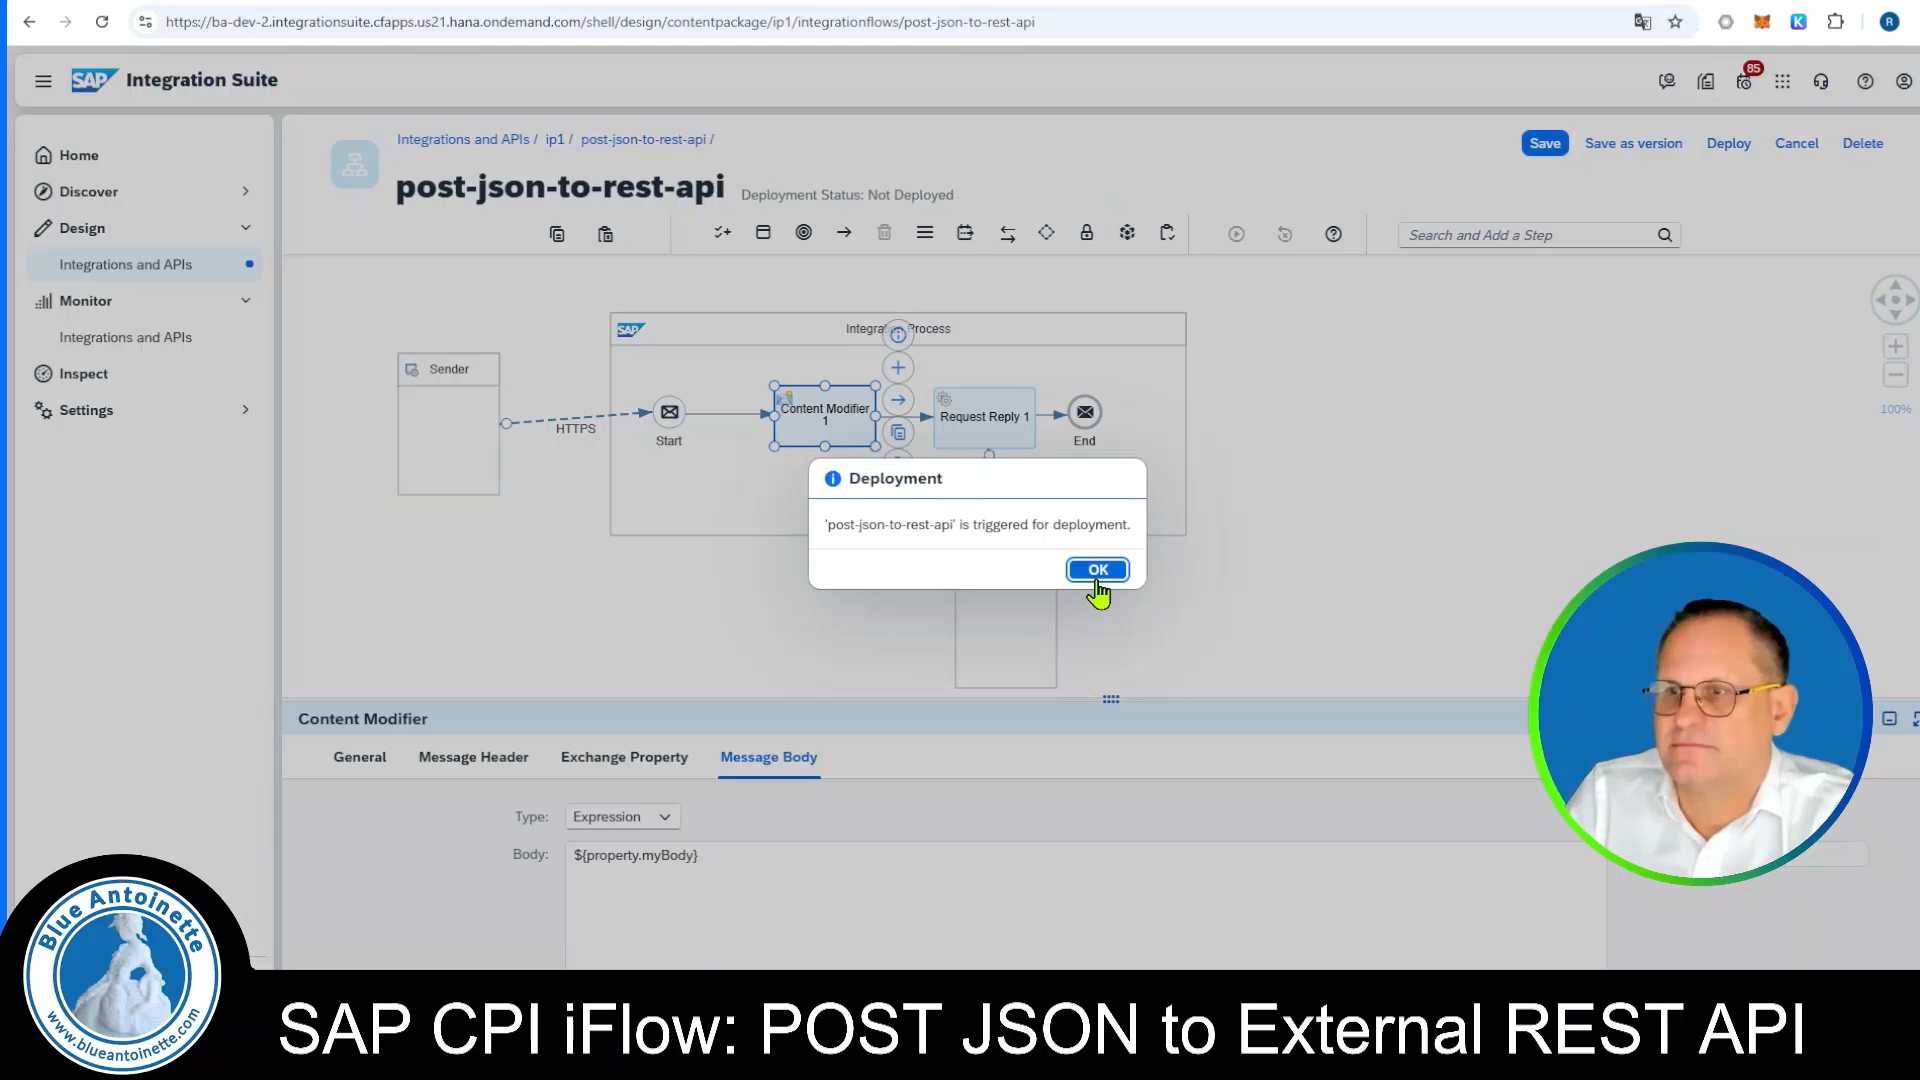 https://ba-dev-2.integrationsuite.cfapps.us21.hana.ondemand.com/shell/design/contentpackage/ip1/integrationflows/post-json-to-rest-api
K
R
SAP Integration Suite
85
Home
Discover
Design
Integrations and APIs
Monitor
Integrations and APIs
Inspect
Settings
Integrations and APIs / ip1 / post-json-to-rest-api /
post-json-to-rest-api
Deployment Status: Not Deployed
Save
Save as version
Deploy
Cancel
Delete
Search and Add a Step
SAP
Integration Process
Sender
HTTPS
Start
Content Modifier
1
Request Reply 1
End
100%
Deployment
'post-json-to-rest-api' is triggered for deployment.
OK
Content Modifier
General
Message Header
Exchange Property
Message Body
Type:
Expression
Body:
${property.myBody}
Blue Antoinette
www.blueantoinette.com
SAP CPI iFlow: POST JSON to External REST API